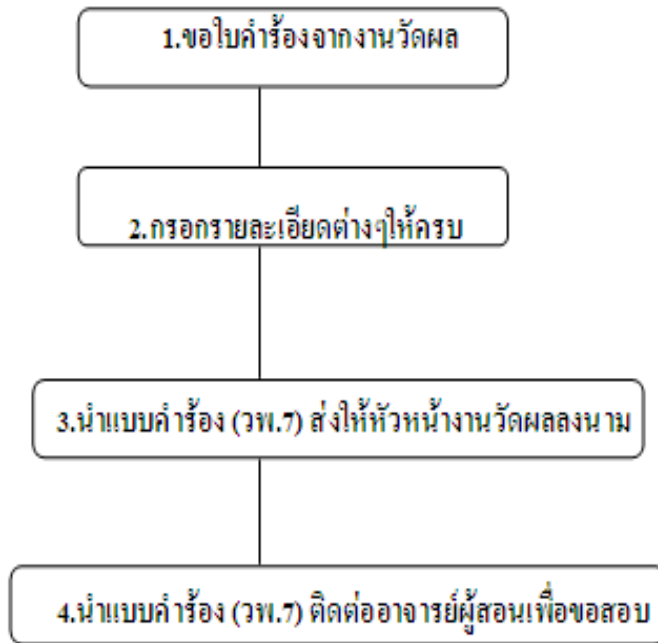 1.ขอใบคำร้องจากงานวัดผล
2.กรอกรายละเอียดต่างๆให้ครบ
3.นำแบบคำร้อง (วพ.7) ส่งให้หัวหน้างานวัดผลลงนาม
4.นำแบบคำร้อง (วพ.7) ติดต่ออาจารย์ผู้สอนเพื่อขอสอบ